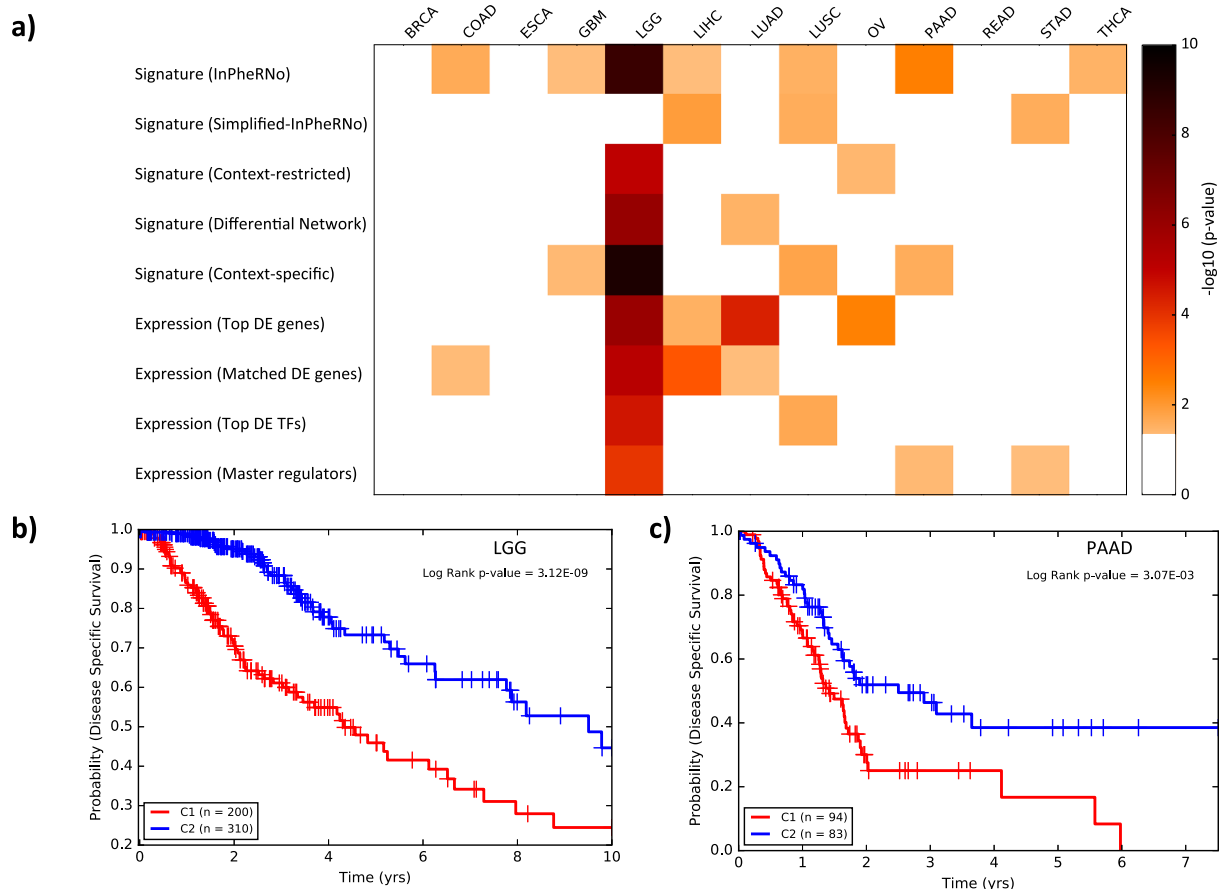 a)
BRCA COAD ESCA GBM LGG LIHC LUAD LUSC OV PAAD READ STAD THCA
Signature (InPheRNo)
Signature (Simplified-InPheRNo)
Signature (Context-restricted)
Signature (Differential Network)
Signature (Context-specific)
Expression (Top DE genes)
Expression (Matched DE genes)
Expression (Top DE TFs)
Expression (Master regulators)
10
8
6
4
2
0
-log10 (p-value)
b)
LGG
Log Rank p-value = 3.12E-09
Probability (Disease Specific Survival)
1.0
0.9
0.8
0.7
0.6
0.5
0.4
0.3
0.2
C1 (n = 200)
C2 (n = 310)
0 2 4 6 8 10
Time (yrs)
c)
PAAD
Log Rank p-value = 3.07E-03
Probability (Disease Specific Survival)
1.0
0.8
0.6
0.4
0.2
0.0
C1 (n = 94)
C2 (n = 83)
0 1 2 3 4 5 6 7
Time (yrs)